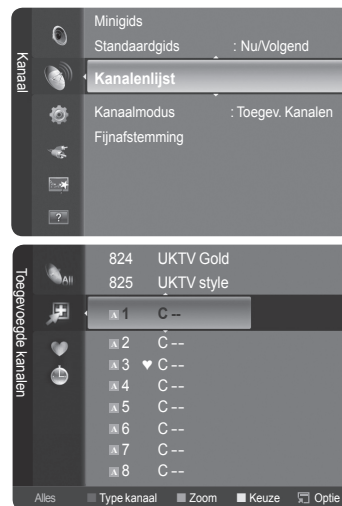 Kanaal
Minigids
Standaardgids : Nu/Volgend
Kanalenlijst
Kanaalmodus : Toegev. Kanalen
Fijnafstemming
?
Toegevoegde kanalen
All
824 UKTV Gold
825 UKTV style
A 1 C --
A 2 C --
A 3 ♥ C --
A 4 C --
A 5 C --
A 6 C --
A 7 C --
A 8 C --
Alles Type kanaal Zoom Keuze Optie